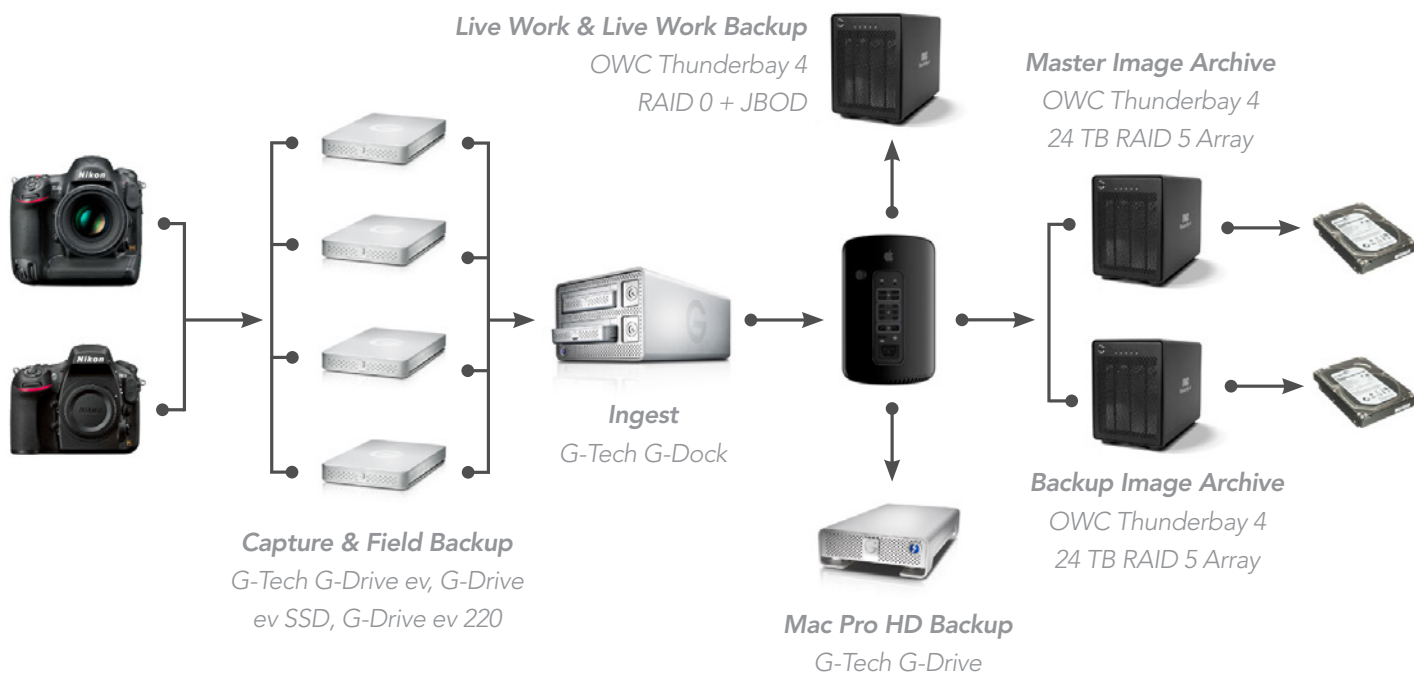 Live Work & Live Work Backup
OWC Thunderbay 4
RAID 0 + JBOD
Master Image Archive
OWC Thunderbay 4
24 TB RAID 5 Array
Nikon
Nikon
Ingest
G-Tech G-Dock
Capture & Field Backup
G-Tech G-Drive ev, G-Drive
ev SSD, G-Drive ev 220
Backup Image Archive
OWC Thunderbay 4
24 TB RAID 5 Array
Mac Pro HD Backup
G-Tech G-Drive